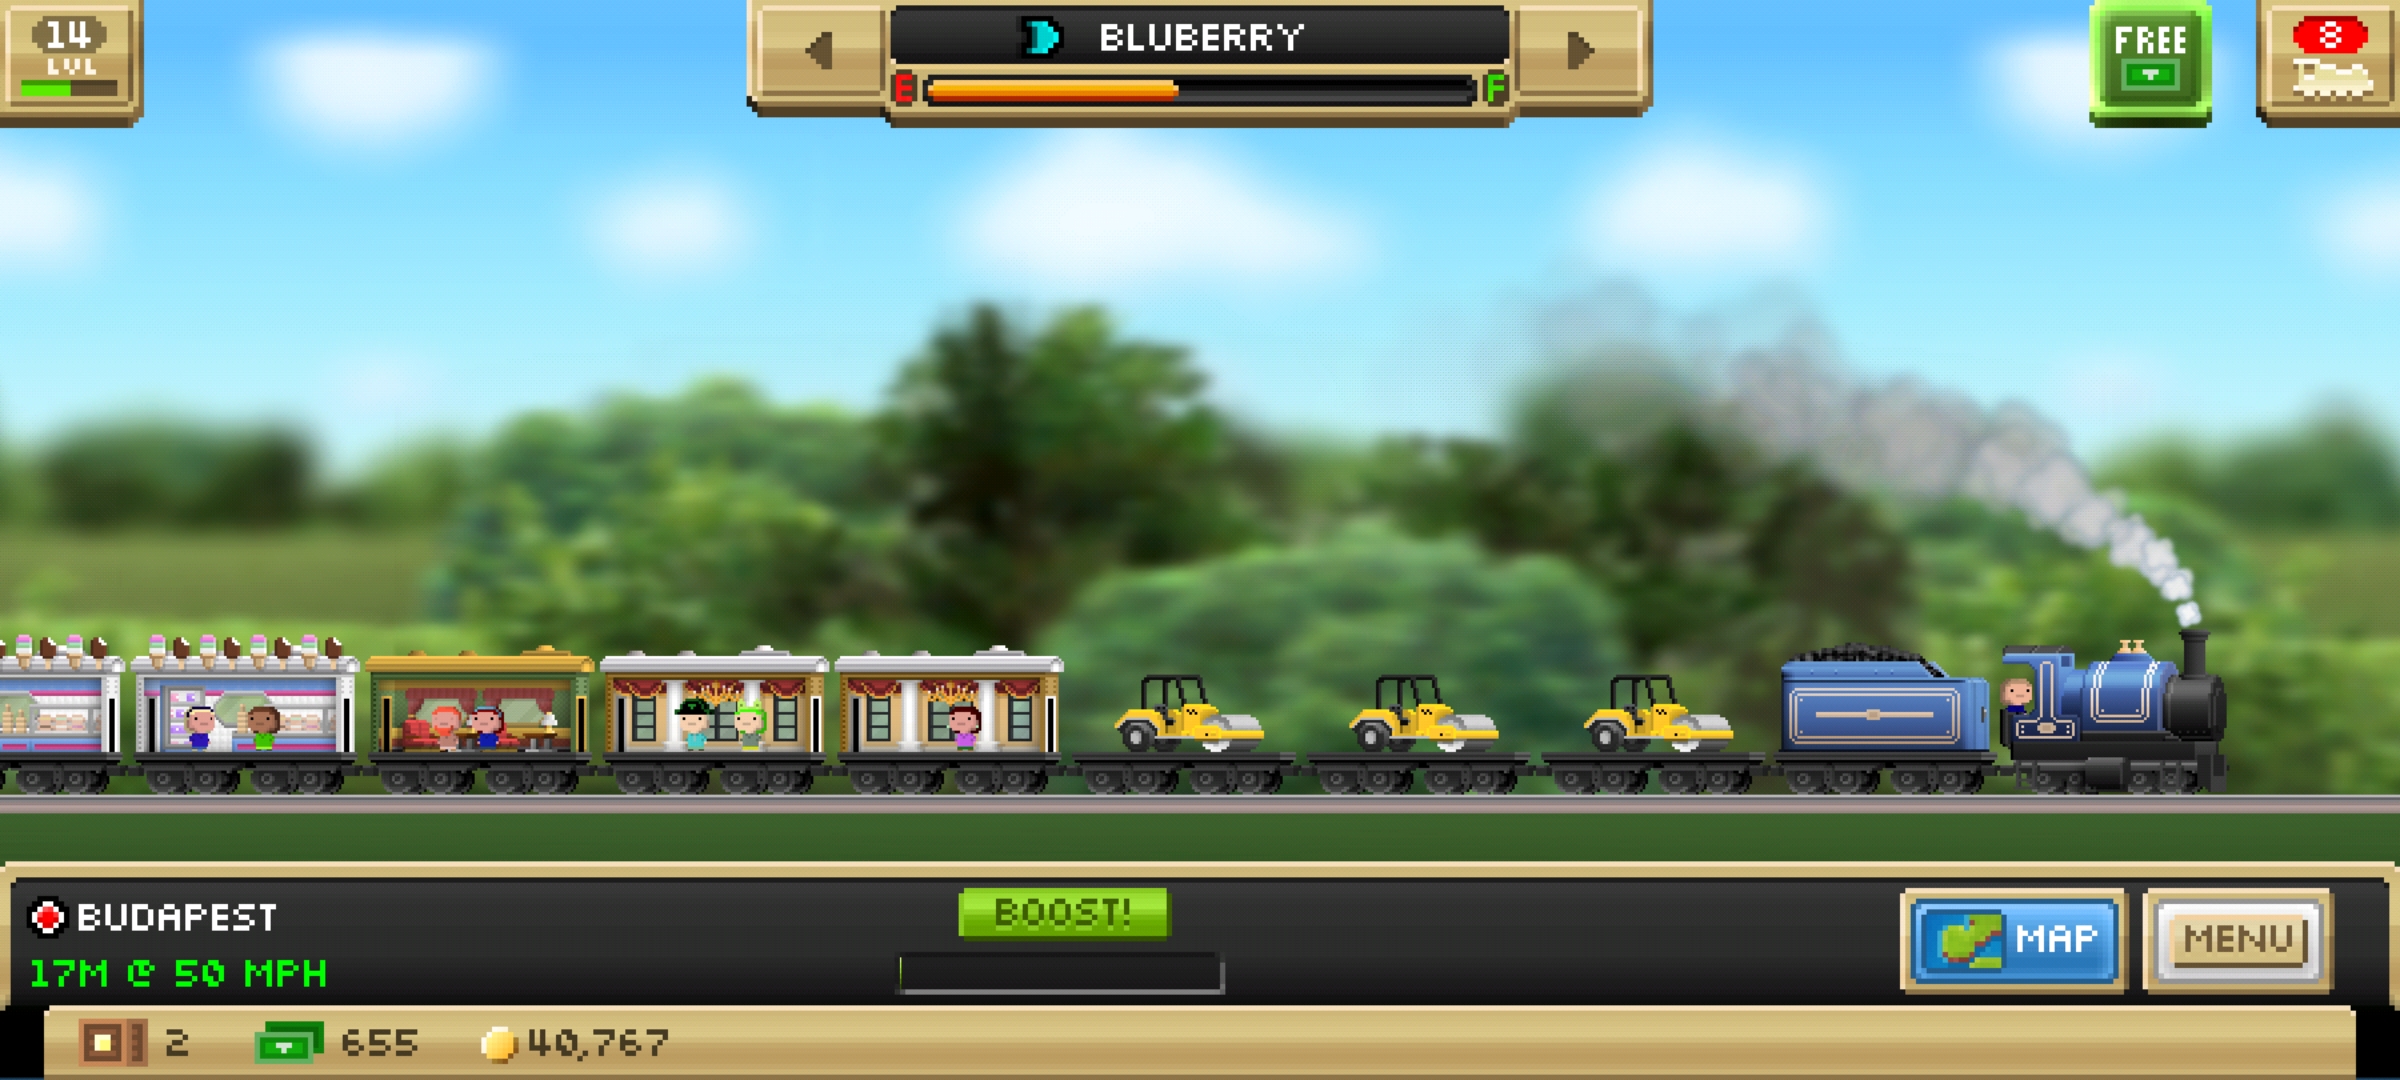 14
LVL
BLUBERRY
E F
FREE
8
BUDAPEST
17M @ 50 MPH
BOOST!
MAP
MENU
2
655
40,767